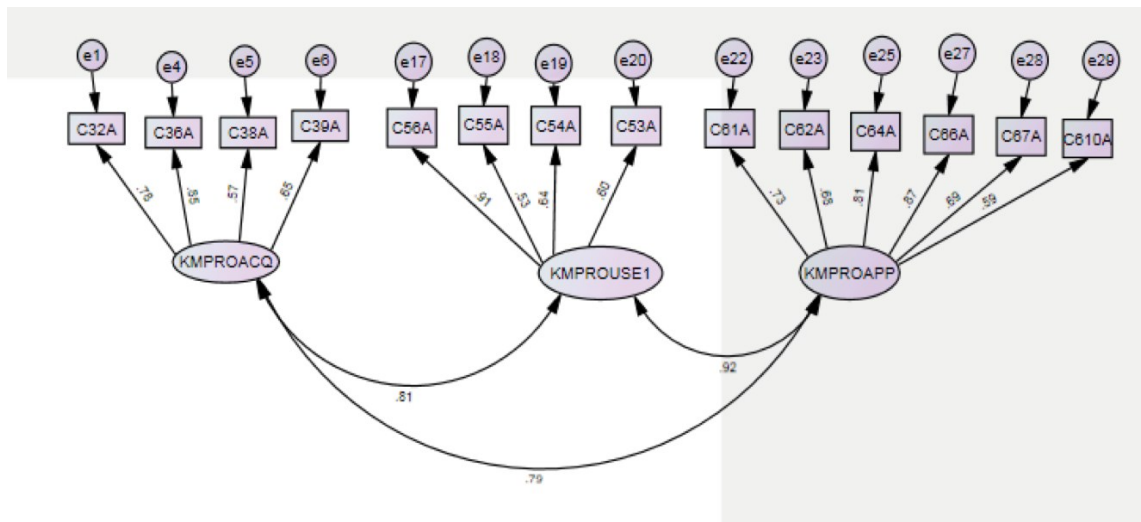 e1 e4 e5 e6 e17 e18 e19 e20 e22 e23 e25 e27 e28 e29
C32A C36A C38A C39A C56A C55A C54A C53A C61A C62A C64A C66A C67A C610A
.57 .65 .91 .53 .64 .60 .73 .68 .81 .87 .69 .59
KMPROACQ KMPROUSE1 KMPROAPP
.92
.81
.79